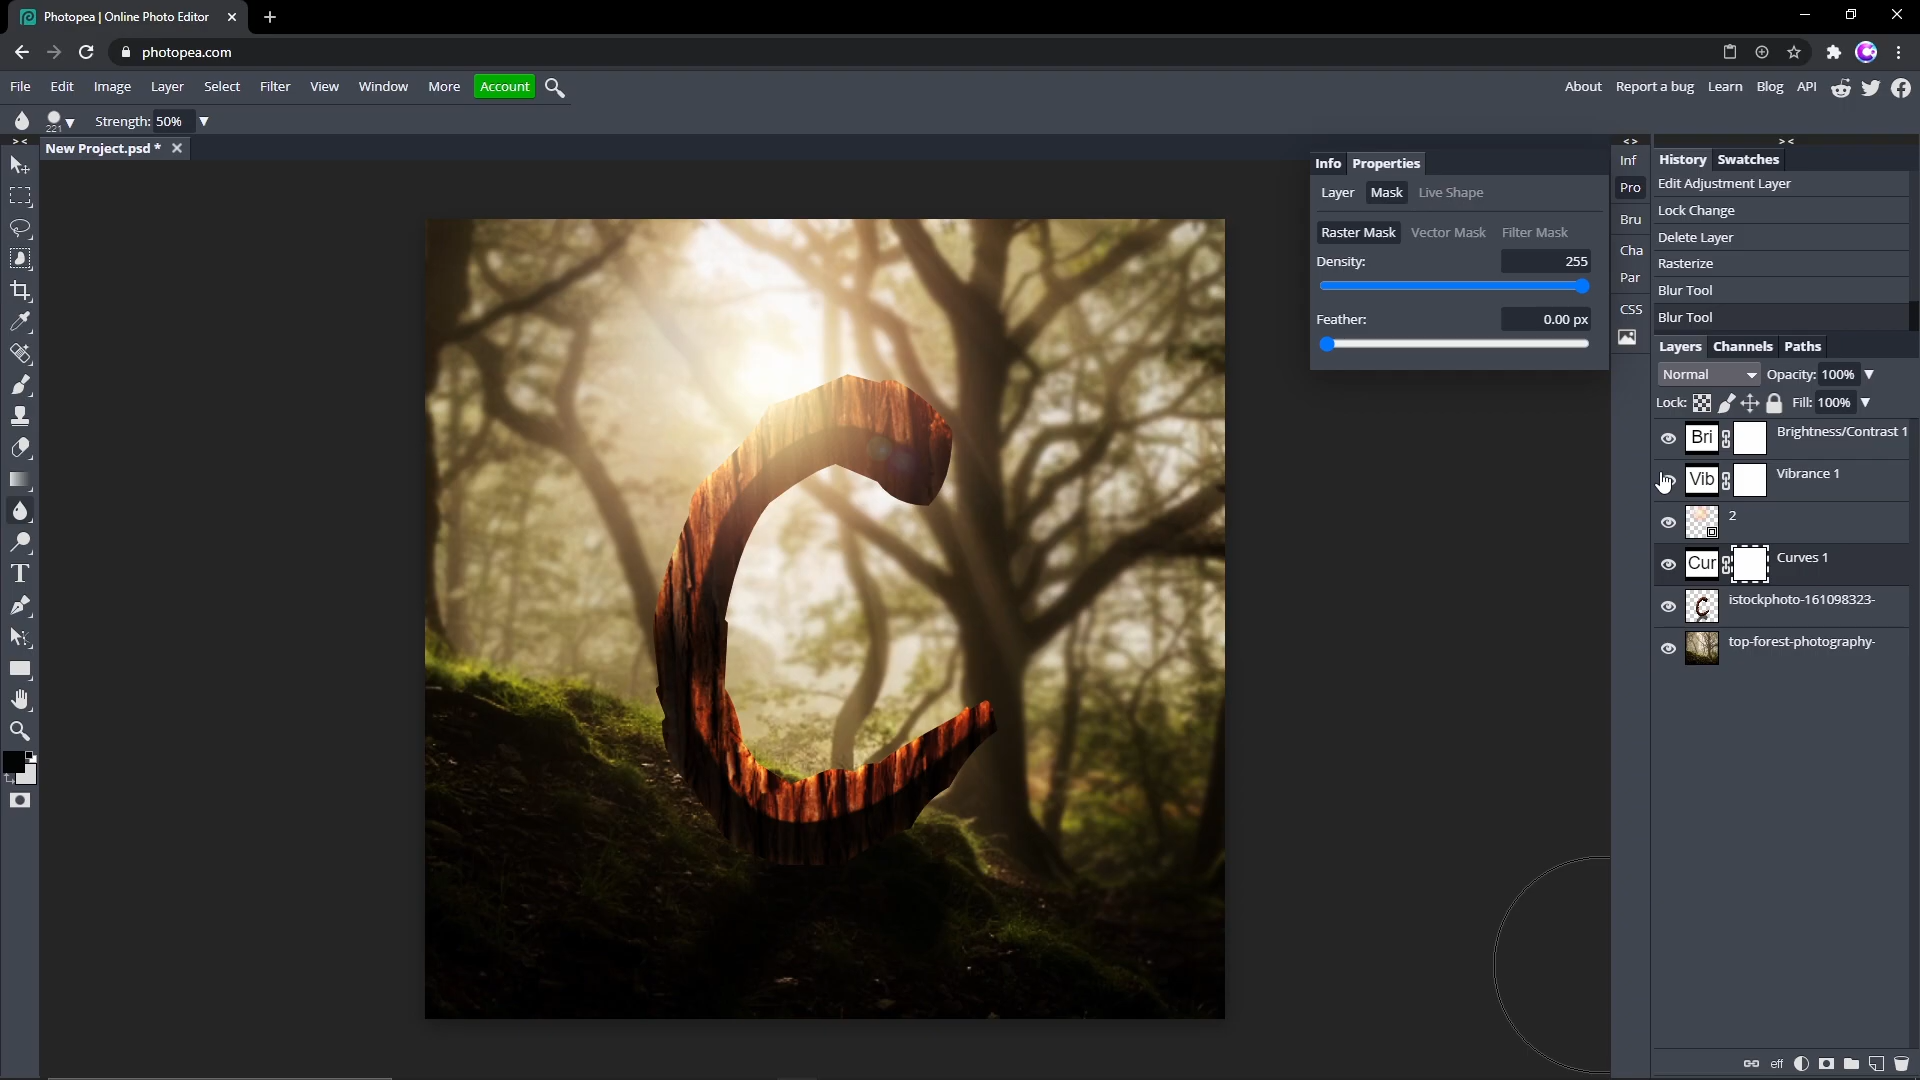 Photopea | Online Photo Editor
photopea.com
File Edit Image Layer Select Filter View Window More Account
About Report a bug Learn Blog API
221 Strength: 50%
New Project.psd *
Info Properties
Layer Mask Live Shape
Raster Mask Vector Mask Filter Mask
Density: 255
Feather: 0.00 px
Inf
Pro
Bru
Cha
Par
CSS
History Swatches
Edit Adjustment Layer
Lock Change
Delete Layer
Rasterize
Blur Tool
Blur Tool
Layers Channels Paths
Normal Opacity: 100%
Lock: Fill: 100%
Bri Brightness/Contrast 1
Vib Vibrance 1
2
Cur Curves 1
istockphoto-161098323-
top-forest-photography-
eff